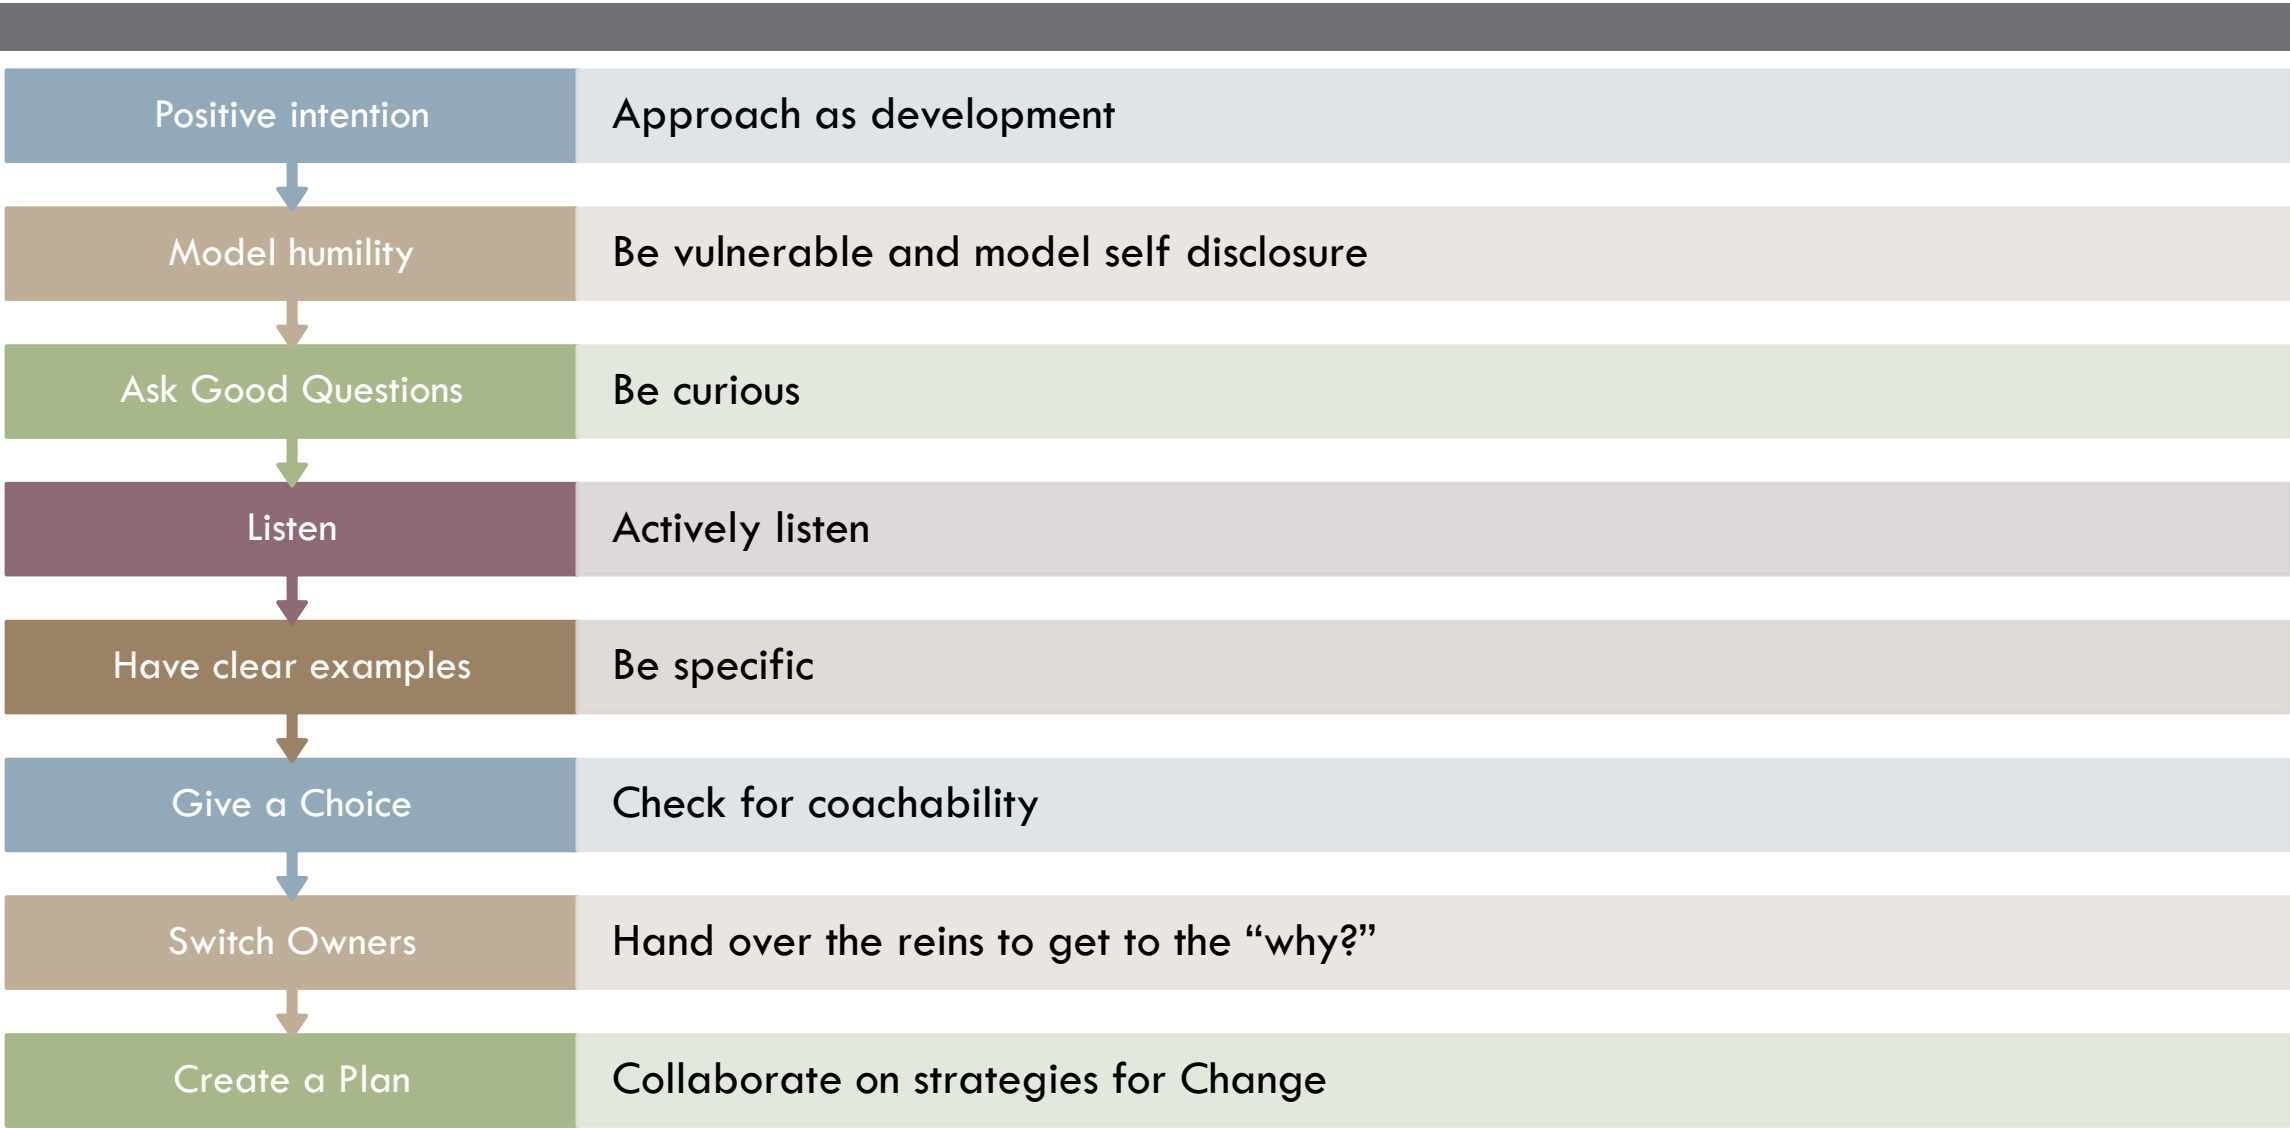 Positive intention
Approach as development
Model humility
Be vulnerable and model self disclosure
Ask Good Questions
Be curious
Listen
Actively listen
Have clear examples
Be specific
Give a Choice
Check for coachability
Switch Owners
Hand over the reins to get to the “why?”
Create a Plan
Collaborate on strategies for Change